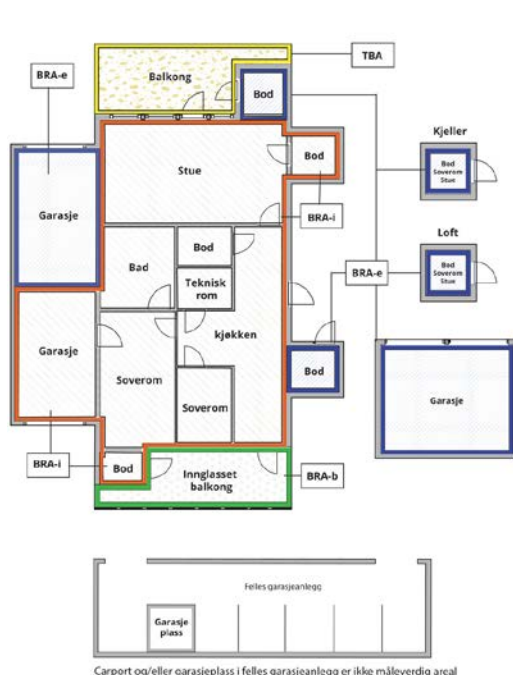 TBA
BRA-e
Balkong
Bod
Kjeller
Stue
Bod
Bod
Soverom
Stue
Garasje
BRA-i
Loft
Bod
Bad
Teknisk
rom
BRA-e
Bod
Soverom
Stue
Garasje
kjøkken
Soverom
Bod
Garasje
Soverom
BRA-i
Bod
Innglasset
balkong
BRA-b
Felles garasjeanlegg
Garasje
plass
Carport og/eller garasjeplass i felles garasjeanlegg er ikke måleverdig areal